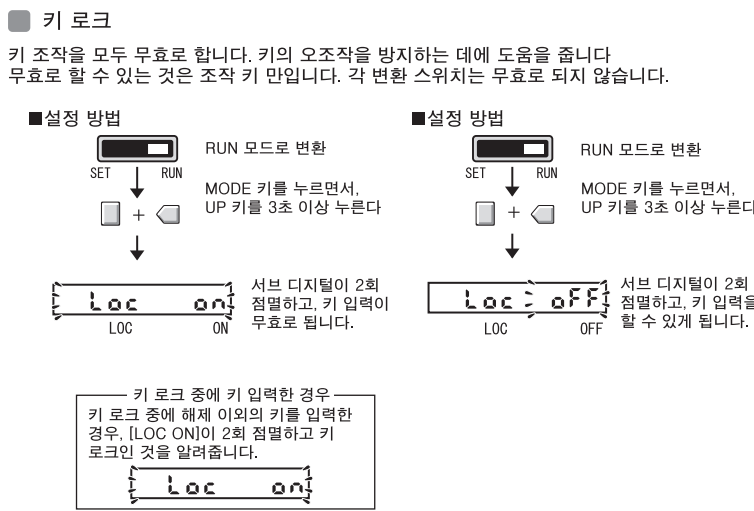 키 로크
키 조작을 모두 무효로 합니다. 키의 오조작을 방지하는 데에 도움을 줍니다
무효로 할 수 있는 것은 조작 키 만입니다. 각 변환 스위치는 무효로 되지 않습니다.
■설정 방법
SET RUN
RUN 모드로 변환
MODE 키를 누르면서,
UP 키를 3초 이상 누른다
+
Loc on
LOC ON
서브 디지털이 2회
점멸하고, 키 입력이
무효로 됩니다.
■설정 방법
SET RUN
RUN 모드로 변환
MODE 키를 누르면서,
UP 키를 3초 이상 누른다
+
Loc oFF
LOC OFF
서브 디지털이 2회
점멸하고, 키 입력을
할 수 있게 됩니다.
키 로크 중에 키 입력한 경우
키 로크 중에 해제 이외의 키를 입력한
경우, [LOC ON]이 2회 점멸하고 키
로크인 것을 알려줍니다.
Loc on